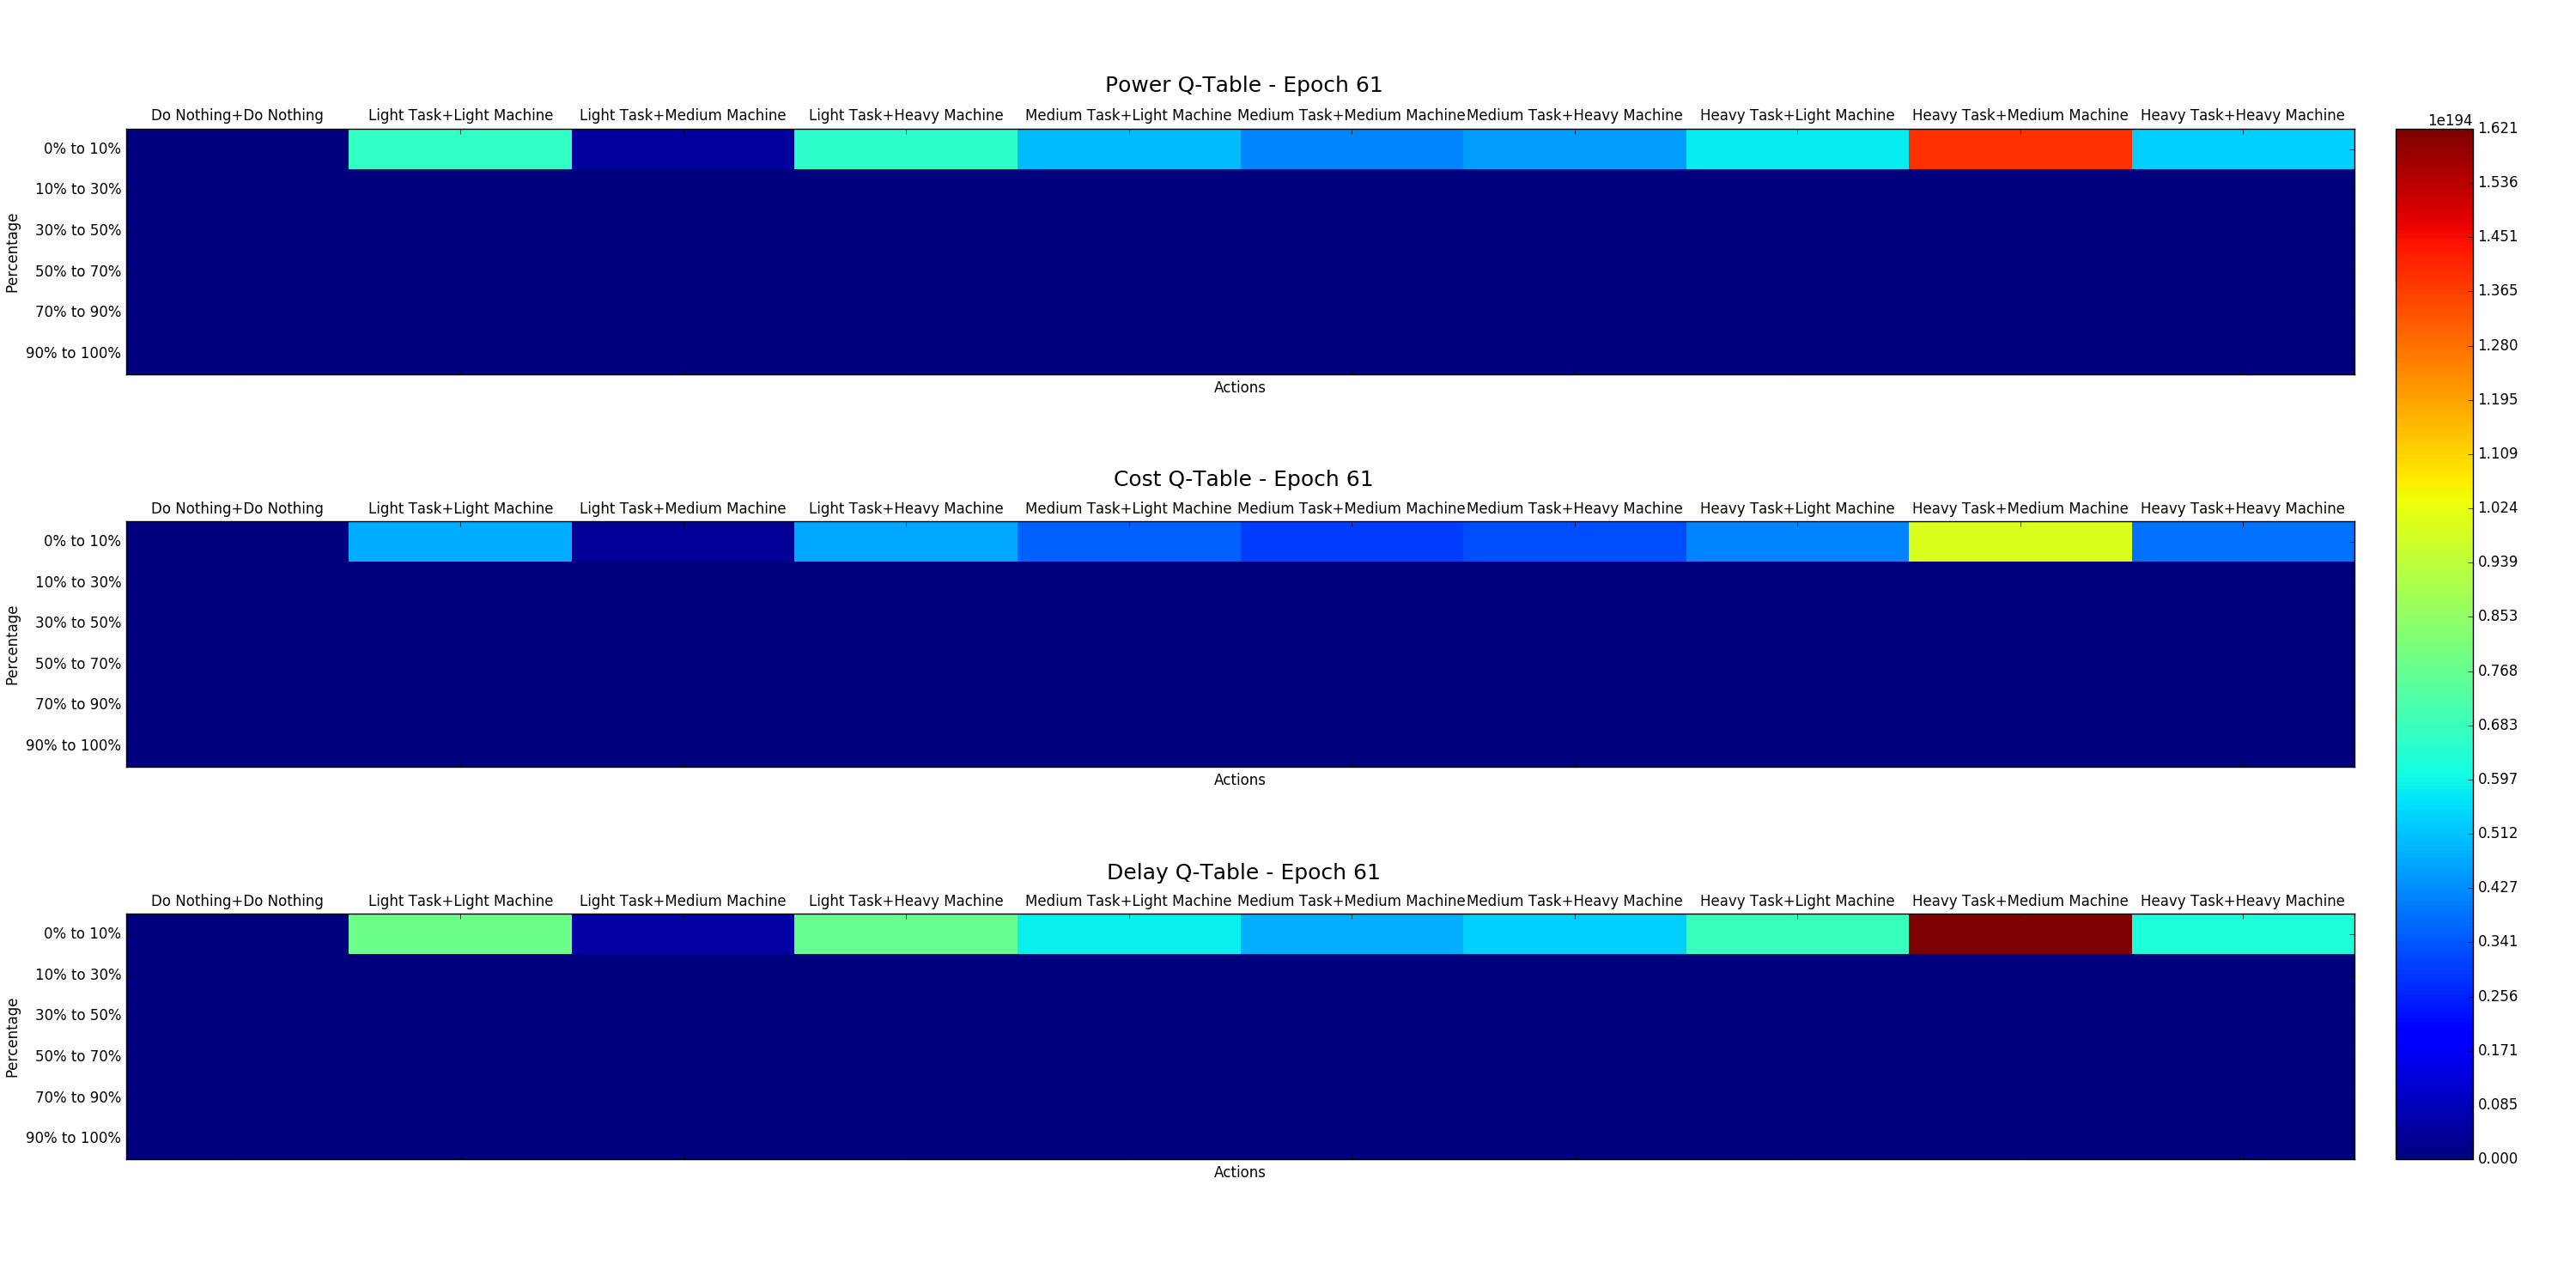 Power Q-Table - Epoch 61
Do Nothing+Do Nothing Light Task+Light Machine Light Task+Medium Machine Light Task+Heavy Machine Medium Task+Light Machine Medium Task+Medium Machine Medium Task+Heavy Machine Heavy Task+Light Machine Heavy Task+Medium Machine Heavy Task+Heavy Machine
Percentage
0% to 10%
10% to 30%
30% to 50%
50% to 70%
70% to 90%
90% to 100%
Actions
Cost Q-Table - Epoch 61
Do Nothing+Do Nothing Light Task+Light Machine Light Task+Medium Machine Light Task+Heavy Machine Medium Task+Light Machine Medium Task+Medium Machine Medium Task+Heavy Machine Heavy Task+Light Machine Heavy Task+Medium Machine Heavy Task+Heavy Machine
Percentage
0% to 10%
10% to 30%
30% to 50%
50% to 70%
70% to 90%
90% to 100%
Actions
Delay Q-Table - Epoch 61
Do Nothing+Do Nothing Light Task+Light Machine Light Task+Medium Machine Light Task+Heavy Machine Medium Task+Light Machine Medium Task+Medium Machine Medium Task+Heavy Machine Heavy Task+Light Machine Heavy Task+Medium Machine Heavy Task+Heavy Machine
Percentage
0% to 10%
10% to 30%
30% to 50%
50% to 70%
70% to 90%
90% to 100%
Actions
1e194
1.621
1.536
1.451
1.365
1.280
1.195
1.109
1.024
0.939
0.853
0.768
0.683
0.597
0.512
0.427
0.341
0.256
0.171
0.085
0.000